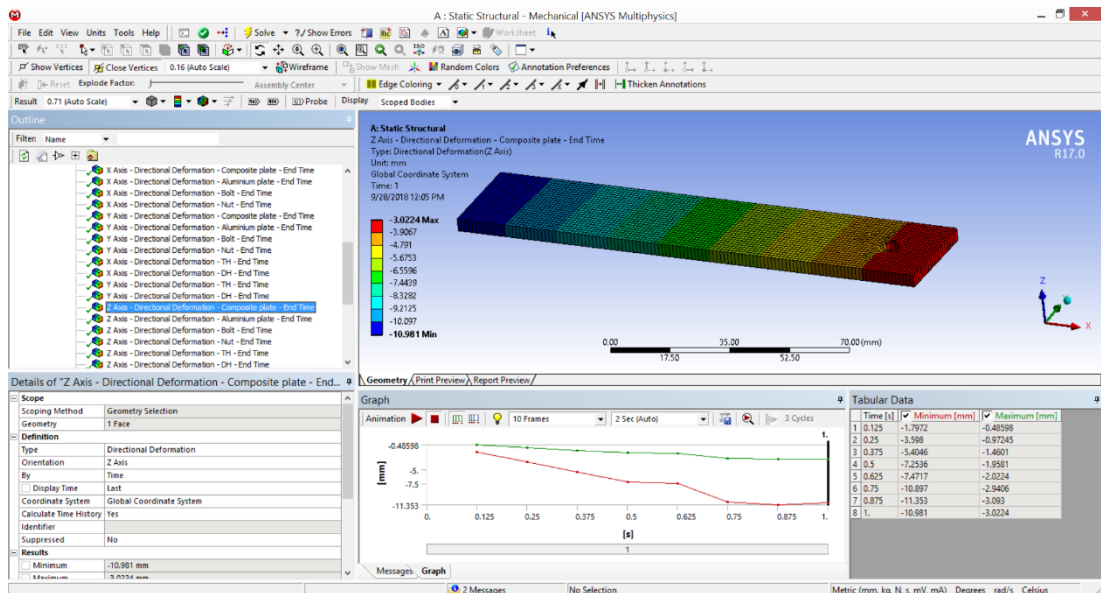 A : Static Structural - Mechanical [ANSYS Multiphysics]
File Edit View Units Tools Help Solve ?/ Show Errors Worksheet
Show Vertices Close Vertices 0.16 (Auto Scale) Wireframe Show Mesh Random Colors Annotation Preferences
Reset Explode Factor: Assembly Center Edge Coloring Thicken Annotations
Result 0.71 (Auto Scale) Probe Display Scoped Bodies
Outline
Filter: Name
X Axis - Directional Deformation - Composite plate - End Time
X Axis - Directional Deformation - Aluminium plate - End Time
X Axis - Directional Deformation - Bolt - End Time
X Axis - Directional Deformation - Nut - End Time
Y Axis - Directional Deformation - Composite plate - End Time
Y Axis - Directional Deformation - Aluminium plate - End Time
Y Axis - Directional Deformation - Bolt - End Time
Y Axis - Directional Deformation - Nut - End Time
X Axis - Directional Deformation - TH - End Time
X Axis - Directional Deformation - DH - End Time
Y Axis - Directional Deformation - TH - End Time
Y Axis - Directional Deformation - DH - End Time
Z Axis - Directional Deformation - Composite plate - End Time
Z Axis - Directional Deformation - Aluminium plate - End Time
Z Axis - Directional Deformation - Bolt - End Time
Z Axis - Directional Deformation - Nut - End Time
Z Axis - Directional Deformation - TH - End Time
Z Axis - Directional Deformation - DH - End Time
Details of "Z Axis - Directional Deformation - Composite plate - End...
Scope
Scoping Method Geometry Selection
Geometry 1 Face
Definition
Type Directional Deformation
Orientation Z Axis
By Time
Display Time Last
Coordinate System Global Coordinate System
Calculate Time History Yes
Identifier
Suppressed No
Results
Minimum -10.981 mm
Maximum -3.0224 mm
A: Static Structural
Z Axis - Directional Deformation - Composite plate - End Time
Type: Directional Deformation(Z Axis)
Unit: mm
Global Coordinate System
Time: 1
9/28/2018 12:05 PM
-3.0224 Max
-3.9067
-4.791
-5.6753
-6.5596
-7.4439
-8.3282
-9.2125
-10.097
-10.981 Min
ANSYS
R17.0
Z
X
0.00 35.00 70.00 (mm)
17.50 52.50
Geometry Print Preview Report Preview
Graph
Animation 10 Frames 2 Sec (Auto) 3 Cycles
1.
-0.48598
-5.
-7.5
-11.353
[mm]
0. 0.125 0.25 0.375 0.5 0.625 0.75 0.875 1.
[s]
1
Messages Graph
Tabular Data
Time [s] Minimum [mm] Maximum [mm]
1 0.125 -1.7972 -0.48598
2 0.25 -3.598 -0.97245
3 0.375 -5.4046 -1.4601
4 0.5 -7.2536 -1.9581
5 0.625 -7.4717 -2.0224
6 0.75 -10.897 -2.9406
7 0.875 -11.353 -3.093
8 1. -10.981 -3.0224
2 Messages No Selection Metric (mm, kg, N, s, mV, mA) Degrees rad/s Celsius